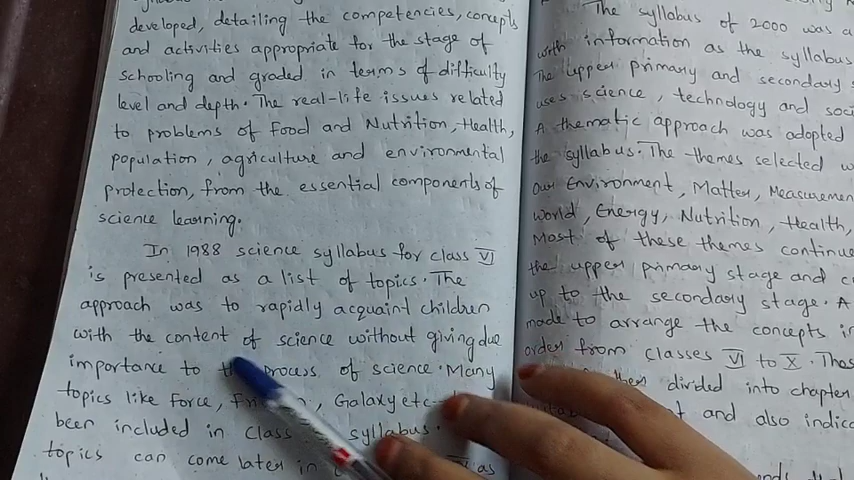 developed, detailing the competencies, concepts
and activities appropriate for the stage of
schooling and graded in terms of difficulty
level and depth. The real-life issues related
to problems of Food and Nutrition, Health,
population, agriculture and environmental
protection, from the essential components of
science learning.
In 1988 science syllabus for class VI
is presented as a list of topics. The
approach was to rapidly acquaint children
with the content of science without giving due
importance to the process of science. Many
topics like Force, Galaxy etc
been included in Class syllabus.
topics can come later in VI as
The syllabus of 2000 was a
with information as the syllabus
The upper primary and secondary
uses science, technology and soci
A thematic approach was adopted
the syllabus. The themes selected w
Our Environment, Matter, Measuremen
world, Energy, Nutrition, Health,
Most of these themes continue
the upper primary stage and c
up to the secondary stage. A
made to arrange the concepts in
order from classes VI to X. Thes
then divided into chapter
and also indica